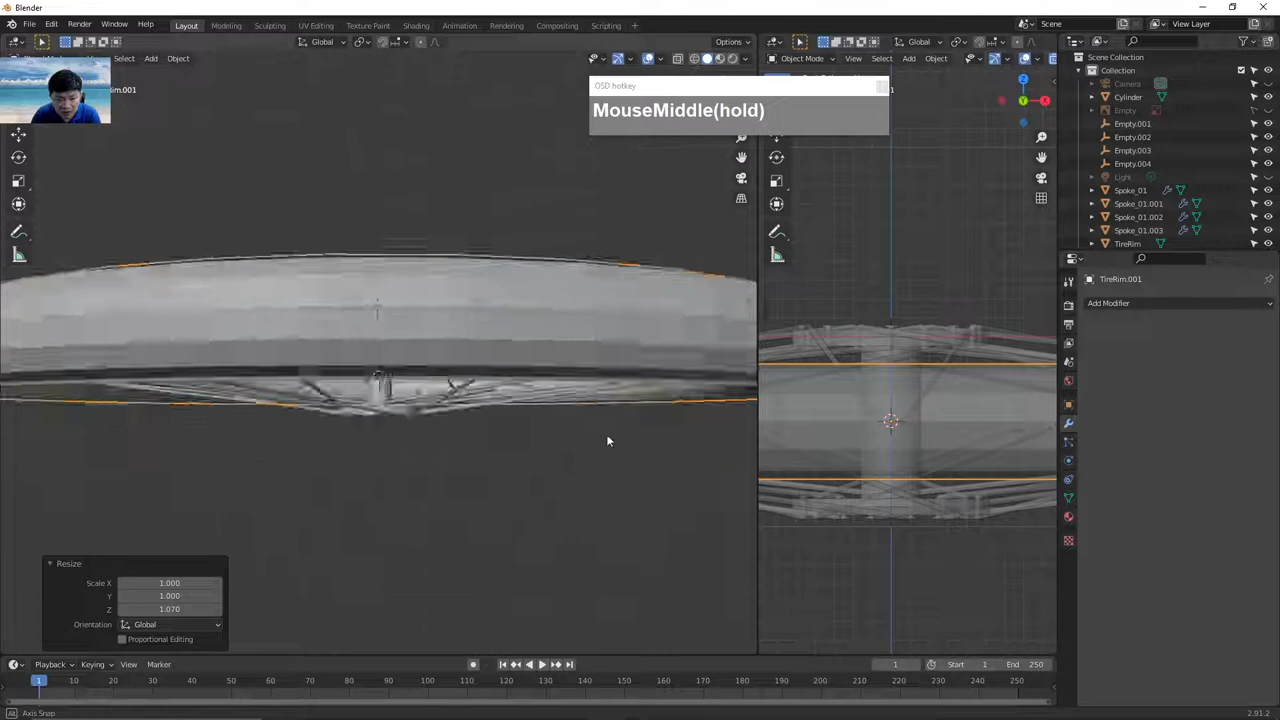 Blender
File Edit Render Window Help Layout Modeling Sculpting UV Editing Texture Paint Shading Animation Rendering Compositing Scripting + Scene View Layer
Global Options Global
Select Add Object Object Mode View Select Add Object
OSD hotkey
MouseMiddle(hold)
Scene Collection
Collection
Camera
Cylinder
Empty
Empty.001
Empty.002
Empty.003
Empty.004
Light
Spoke_01
Spoke_01.001
Spoke_01.002
Spoke_01.003
TireRim
TireRim.001
Add Modifier
Resize
Scale X 1.000
Y 1.000
Z 1.070
Orientation Global
Proportional Editing
Playback Keying View Marker 1 Start 1 End 250
1 10 20 30 40 50 60 70 80 90 100 110 120 130 140 150 160 170 180 190 200 210 220 230 240 250
Axis Snap 2.91.2